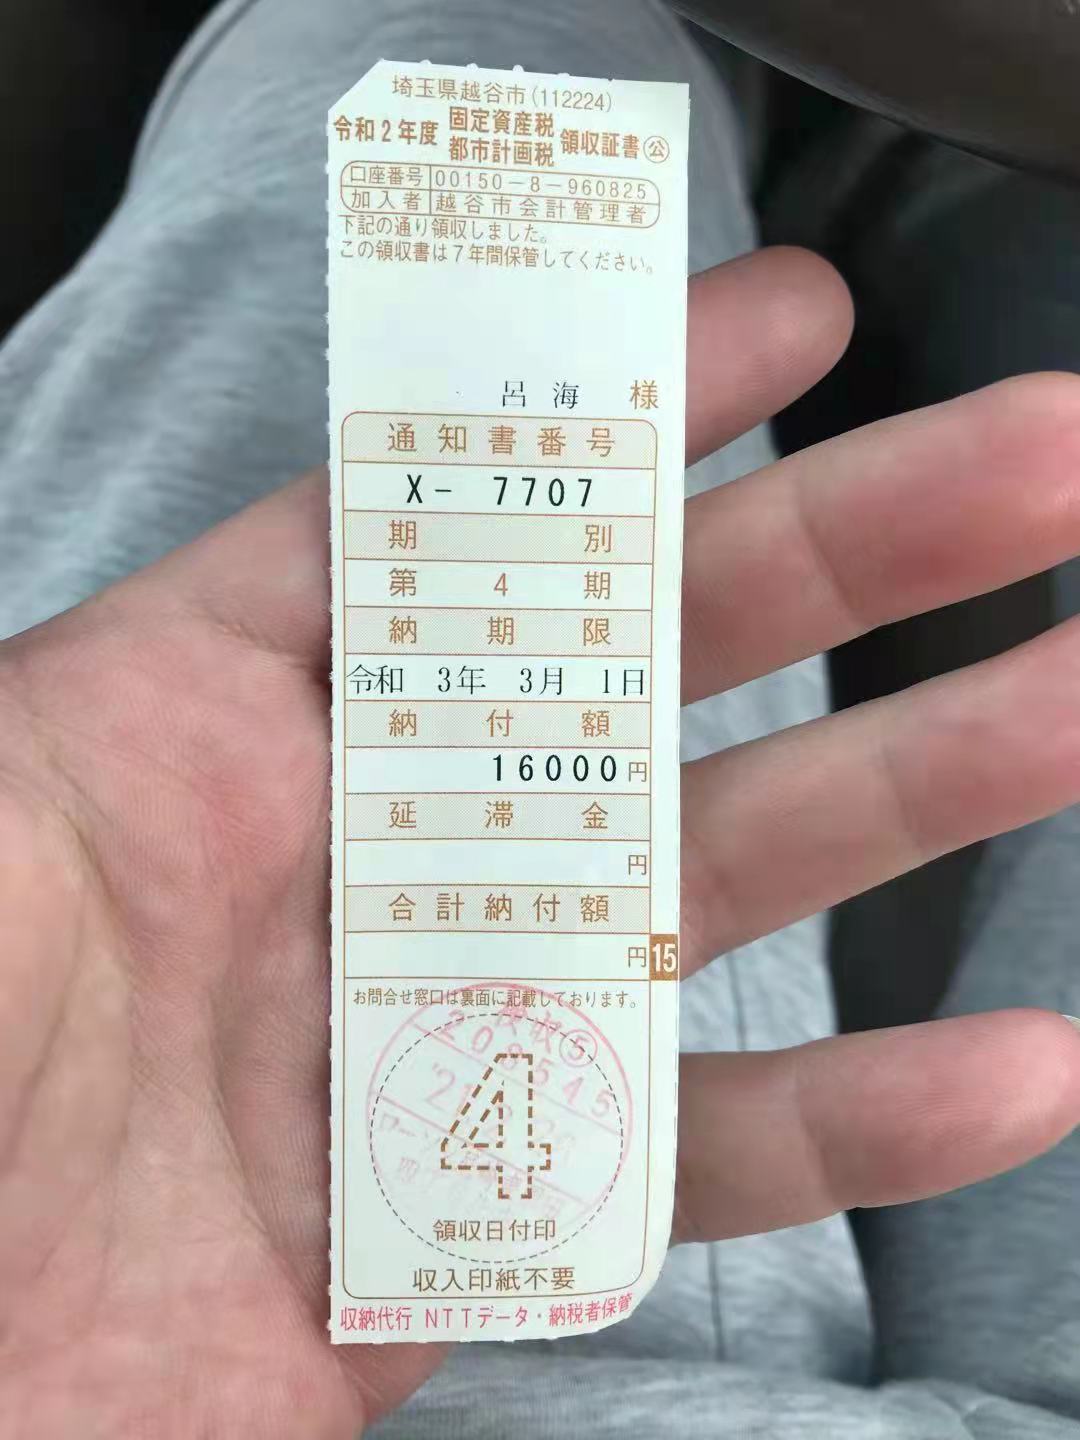 埼玉県越谷市(112224)
令和2年度 固定資産税 都市計画税 領収証書 公
口座番号 00150-8-960825
加入者 越谷市会計管理者
下記の通り領収しました。
この領収書は7年間保管してください。
呂海 様
通知書番号
X- 7707
期別
第4期
納期限
令和 3年 3月 1日
納付額
16000円
延滞金
円
合計納付額
円
15
お問合せ窓口は裏面に記載しております。
収⑤
208545
'21
4
領収日付印
収入印紙不要
収納代行 NTTデータ・納税者保管